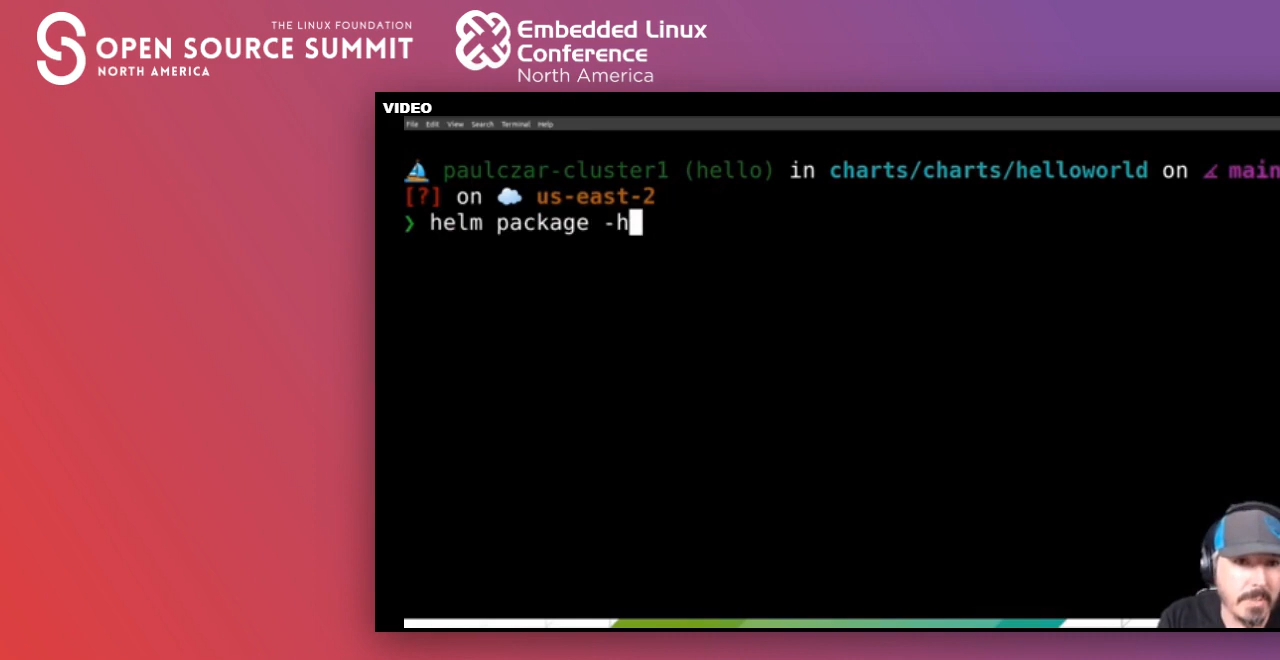 THE LINUX FOUNDATION
OPEN SOURCE SUMMIT
NORTH AMERICA
Embedded Linux
Conference
North America
VIDEO
File Edit View Search Terminal Help
paulczar-cluster1 (hello) in charts/charts/helloworld on main
[?] on us-east-2
❯ helm package -h